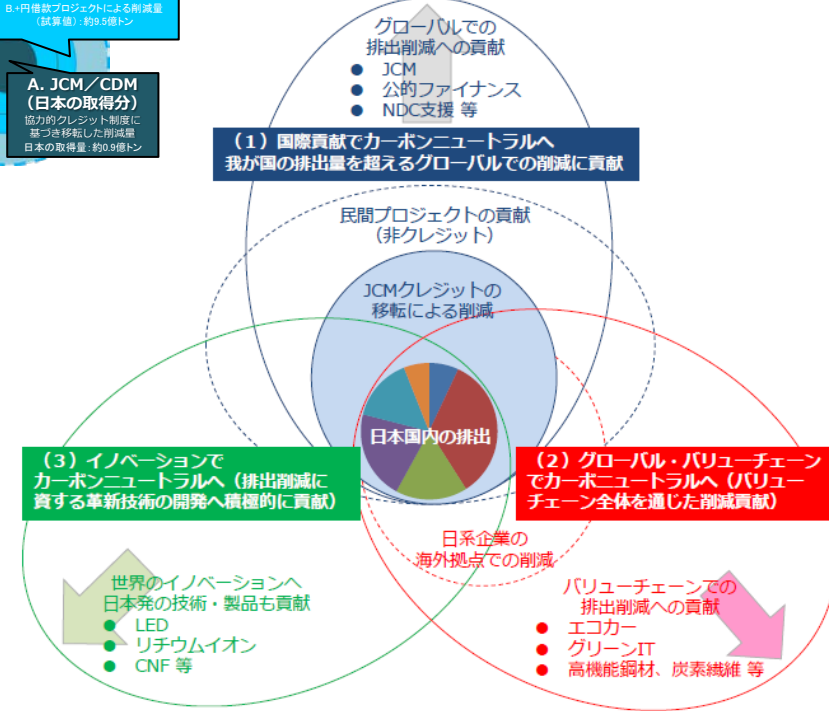 B.+円借款プロジェクトによる削減量
（試算値）：約9.5億トン
A. JCM／CDM
（日本の取得分）
協力的クレジット制度に
基づき移転した削減量
日本の取得量：約0.9億トン
グローバルでの
排出削減への貢献
● JCM
● 公的ファイナンス
● NDC支援 等
（１）国際貢献でカーボンニュートラルへ
我が国の排出量を超えるグローバルでの削減に貢献
民間プロジェクトの貢献
（非クレジット）
JCMクレジットの
移転による削減
日本国内の排出
（３）イノベーションで
カーボンニュートラルへ（排出削減に
資する革新技術の開発へ積極的に貢献）
（２）グローバル・バリューチェーン
でカーボニュートラルへ（バリュー
チェーン全体を通じた削減貢献）
日系企業の
海外拠点での削減
世界のイノベーションへ
日本発の技術・製品も貢献
● LED
● リチウムイオン
● CNF 等
バリューチェーンでの
排出削減への貢献
● エコカー
● グリーンIT
● 高機能鋼材、炭素繊維 等